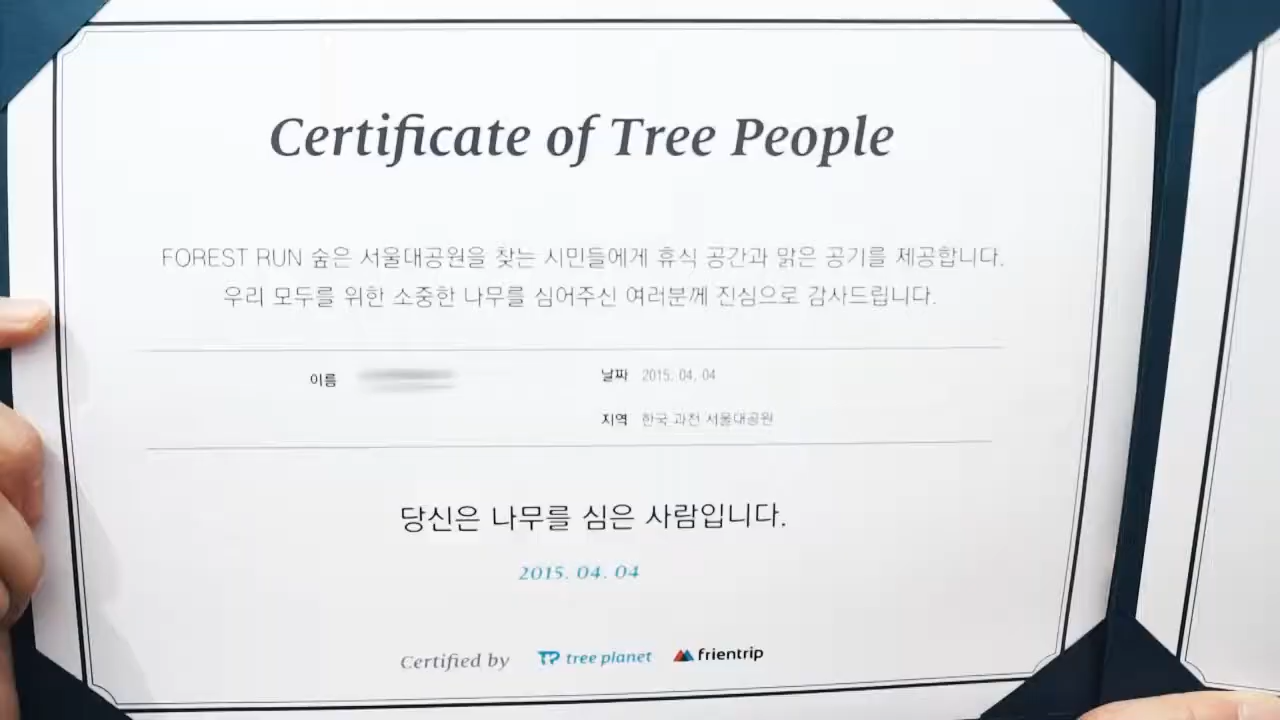 Certificate of Tree People
FOREST RUN 숲은 서울대공원을 찾는 시민들에게 휴식 공간과 맑은 공기를 제공합니다.
우리 모두를 위한 소중한 나무를 심어주신 여러분께 진심으로 감사드립니다.
이름 날짜 2015. 04. 04
지역 한국 과천 서울대공원
당신은 나무를 심은 사람입니다.
2015. 04. 04
Certified by tree planet frientrip